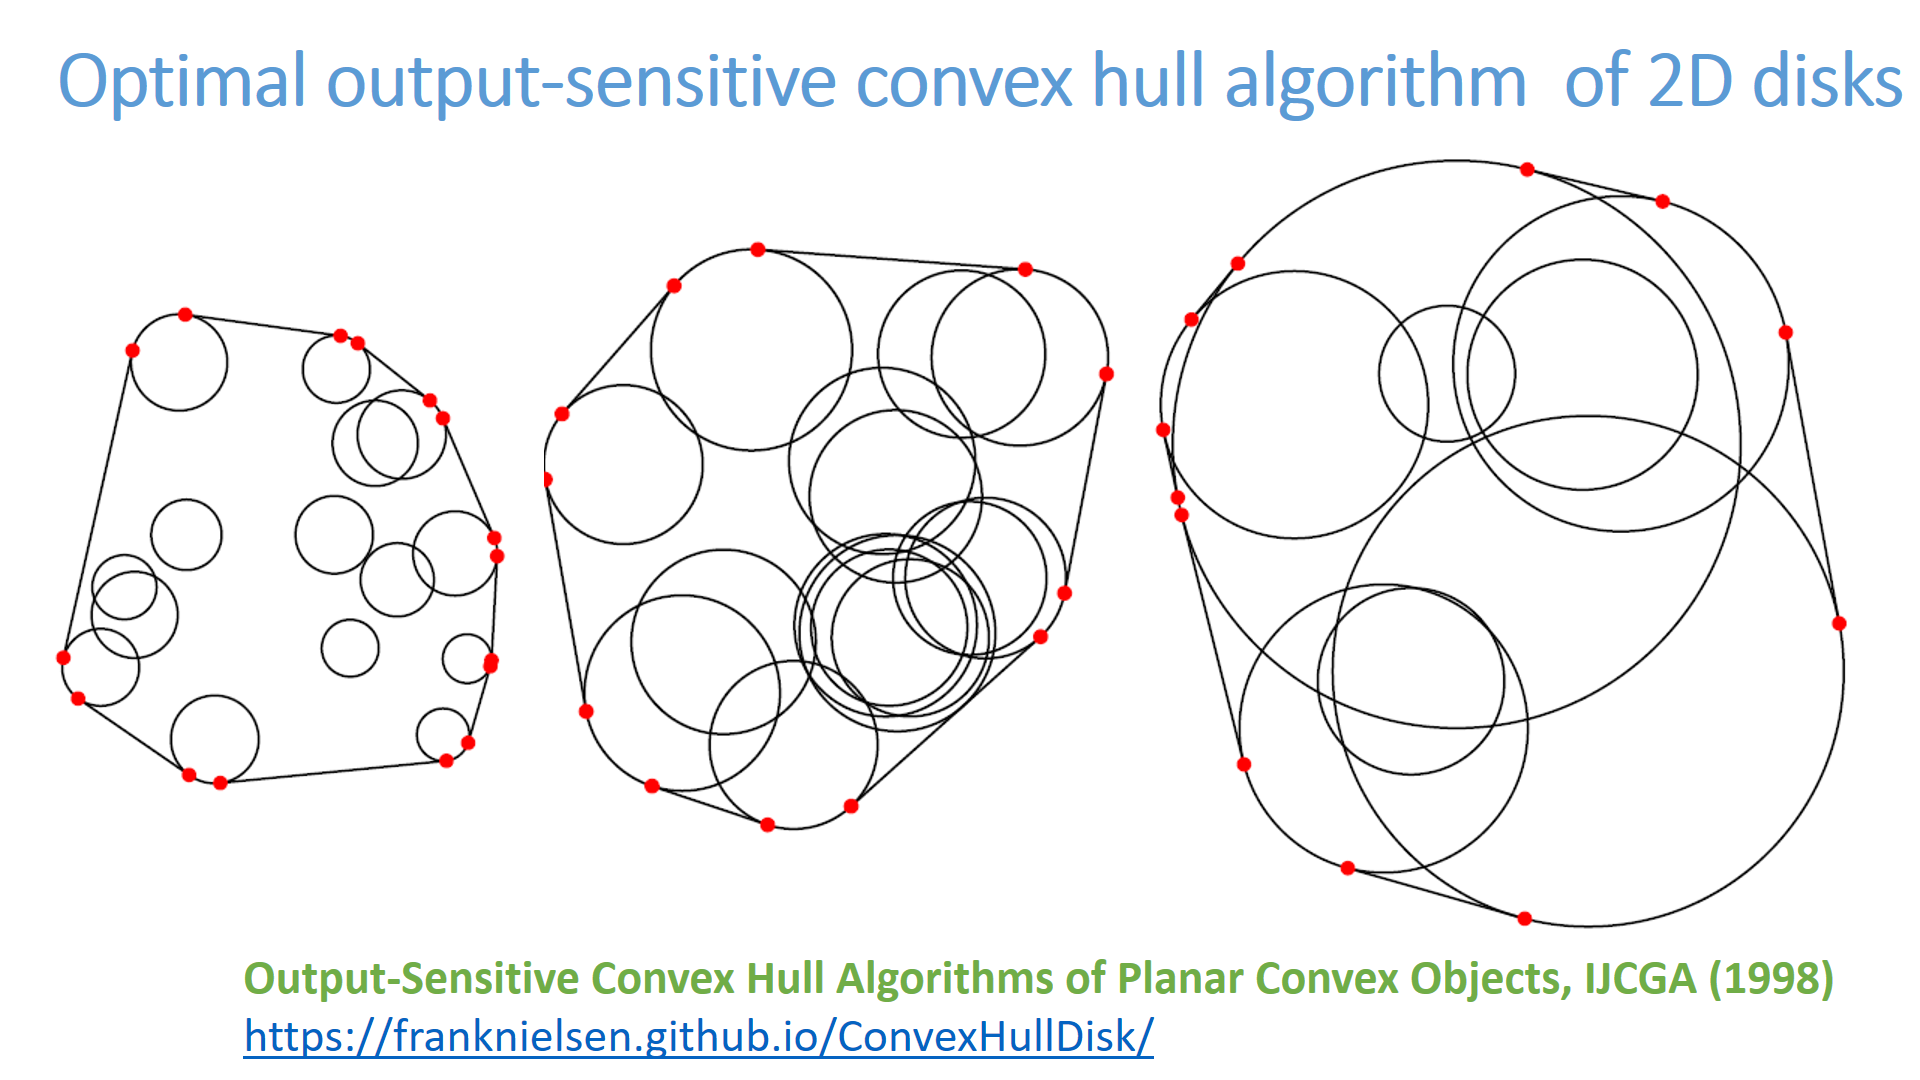 Optimal output-sensitive convex hull algorithm of 2D disks
Output-Sensitive Convex Hull Algorithms of Planar Convex Objects, IJCGA (1998)
https://franknielsen.github.io/ConvexHullDisk/